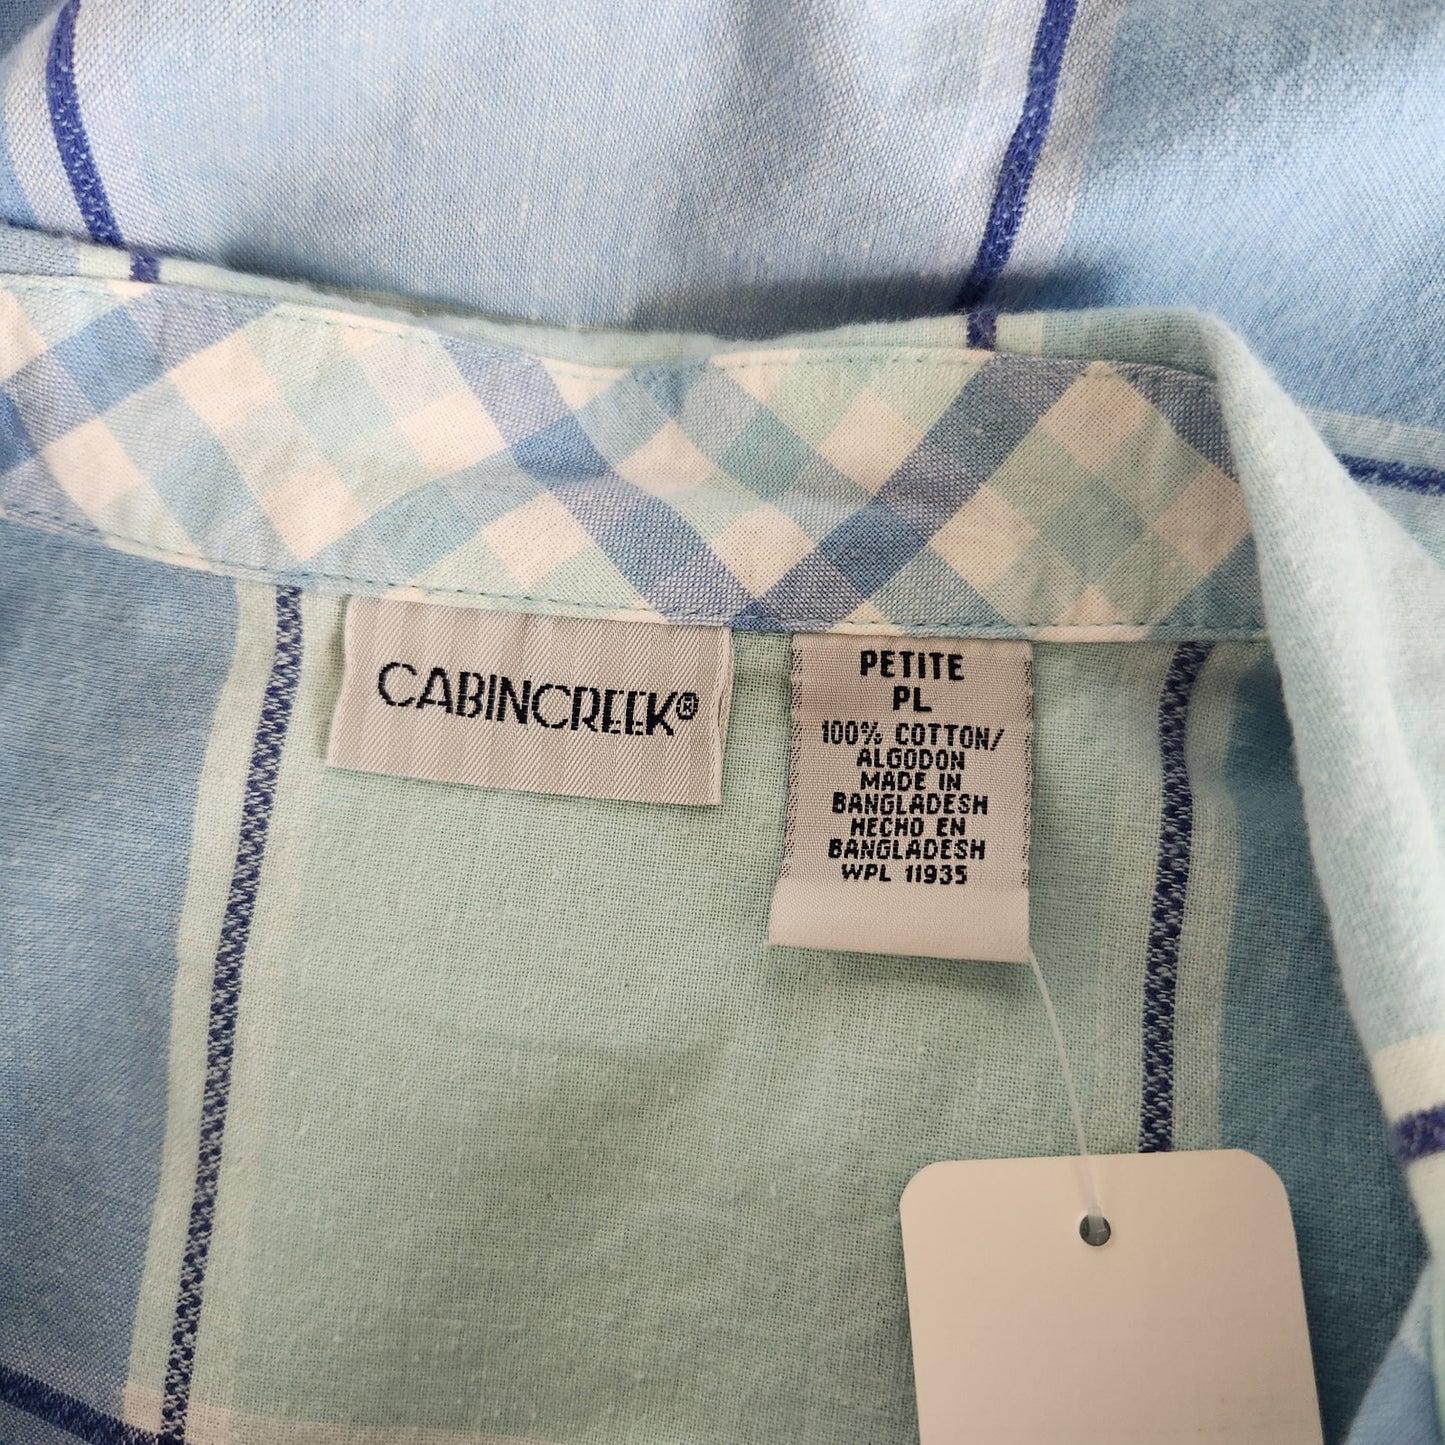 CABINCREEK®
PETITE
PL
100% COTTON/
ALGODON
MADE IN
BANGLADESH
HECHO EN
BANGLADESH
WPL 11935